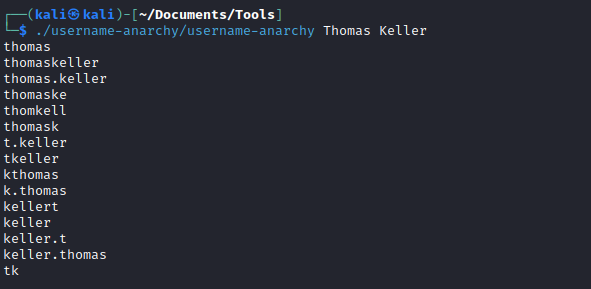 ┌──(kali㉿kali)-[~/Documents/Tools]
└─$ ./username-anarchy/username-anarchy Thomas Keller
thomas
thomaskeller
thomas.keller
thomaske
thomkell
thomask
t.keller
tkeller
kthomas
k.thomas
kellert
keller
keller.t
keller.thomas
tk